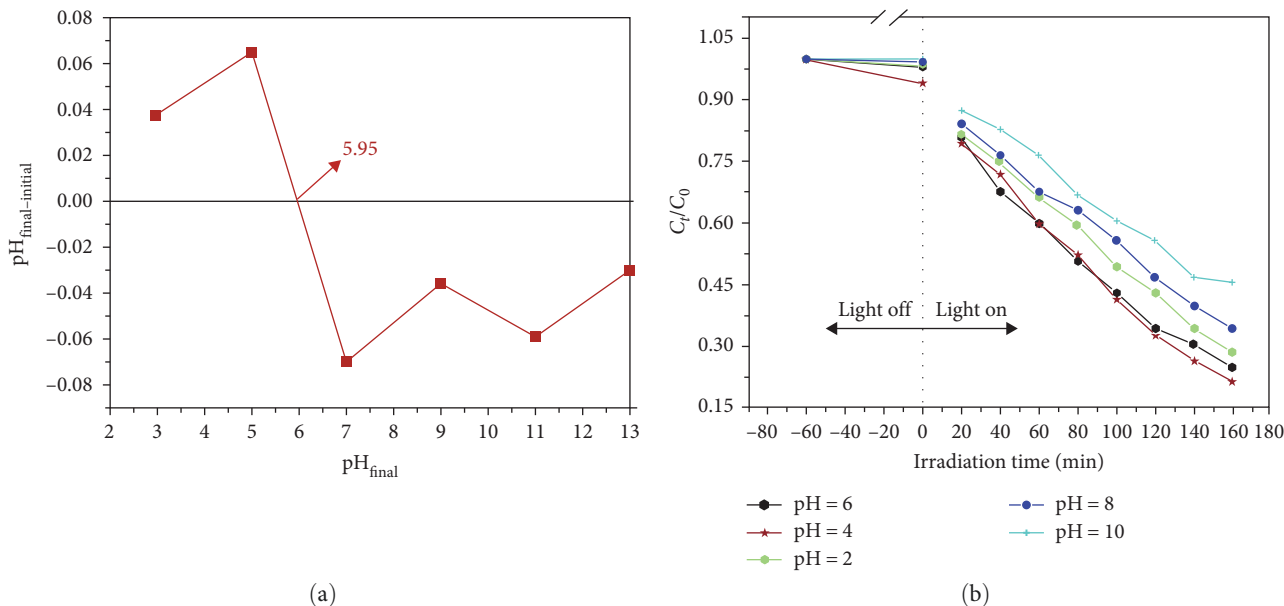 0.08
0.06
0.04
0.02
0.00
−0.02
−0.04
−0.06
−0.08
pH_final−initial
5.95
2 3 4 5 6 7 8 9 10 11 12 13
pH_final
(a)
1.05
0.90
0.75
0.60
0.45
0.30
0.15
C_t/C_0
Light off Light on
−80 −60 −40 −20 0 20 40 60 80 100 120 140 160 180
Irradiation time (min)
pH = 6
pH = 4
pH = 2
pH = 8
pH = 10
(b)